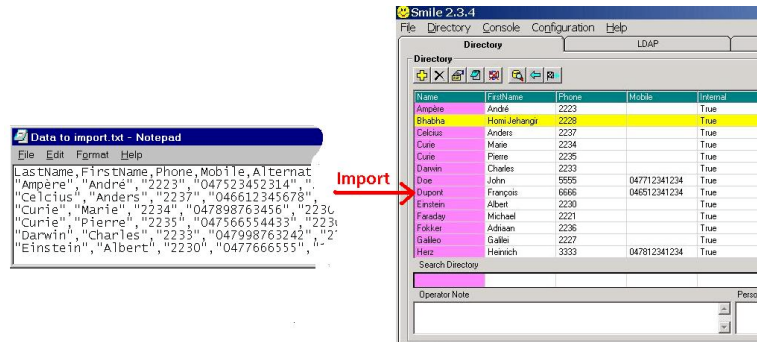 Data to import.txt - Notepad
File Edit Format Help
LastName,FirstName,Phone,Mobile,Alternat
"Ampère","André","2223","047523452314","
"Celcius","Anders","2237","046612345678",
"Curie","Marie","2234","047898763456","2230
"Curie","Pierre","2235","047566554433","223
"Darwin","Charles","2233","047998763242","2
"Einstein","Albert","2230","0477666555","
Import
Smile 2.3.4
File Directory Console Configuration Help
Directory LDAP
Directory
Name FirstName Phone Mobile Internal
Ampère André 2223 True
Bhabha Homi Jehangir 2228 True
Celcius Anders 2237 True
Curie Marie 2234 True
Curie Pierre 2235 True
Darwin Charles 2233 True
Doe John 5555 047712341234 True
Dupont François 6666 046512341234 True
Einstein Albert 2230 True
Faraday Michael 2221 True
Fokker Adriaan 2236 True
Galileo Galilei 2227 True
Herz Heinrich 3333 047812341234 True
Search Directory
Operator Note Perso